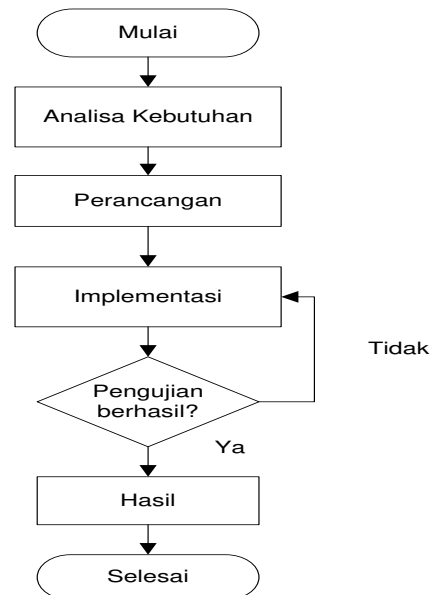 Mulai
Analisa Kebutuhan
Perancangan
Implementasi
Tidak
Pengujian
berhasil?
Ya
Hasil
Selesai